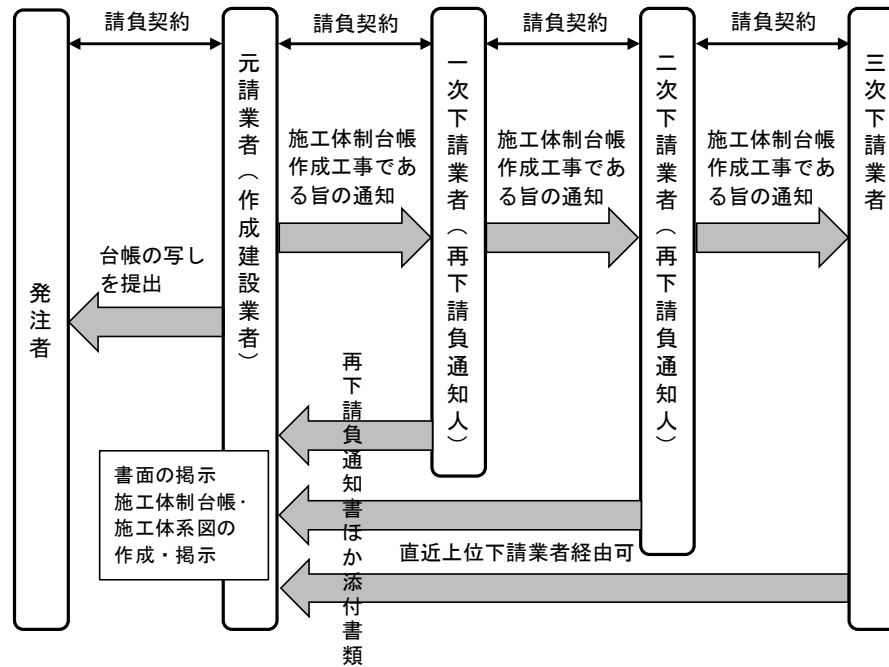 請負契約
請負契約
請負契約
請負契約
発注者
元請業者（作成建設業者）
一次下請業者（再下請負通知人）
二次下請業者（再下請負通知人）
三次下請業者
施工体制台帳
作成工事であ
る旨の通知
施工体制台帳
作成工事であ
る旨の通知
施工体制台帳
作成工事であ
る旨の通知
台帳の写し
を提出
再下請負通知書ほか添付書類
書面の掲示
施工体制台帳・
施工体系図の
作成・掲示
直近上位下請業者経由可